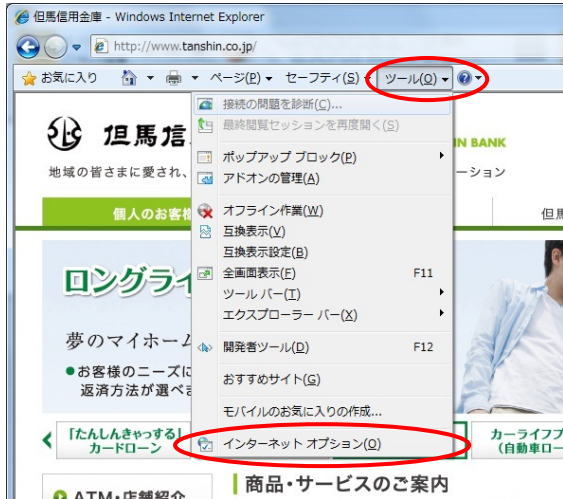 但馬信用金庫 - Windows Internet Explorer
http://www.tanshin.co.jp/
お気に入り ページ(P) セーフティ(S) ツール(O)
接続の問題を診断(C)...
最終閲覧セッションを再度開く(S)
但馬信 IN BANK
ポップアップ ブロック(P)
地域の皆さまに愛され、 ーション
アドオンの管理(A)
個人のお客様 オフライン作業(W) 但馬
互換表示(V)
互換表示設定(B)
ロングライ 全画面表示(F) F11
ツール バー(T)
エクスプローラー バー(X)
夢のマイホーム
開発者ツール(D) F12
●お客様のニーズに
おすすめサイト(G)
返済方法が選べ
モバイルのお気に入りの作成...
「たんしんきゃっする」 カーライフプ
カードローン インターネット オプション(O) (自動車ロー
商品・サービスのご案内
ATM・店舗紹介